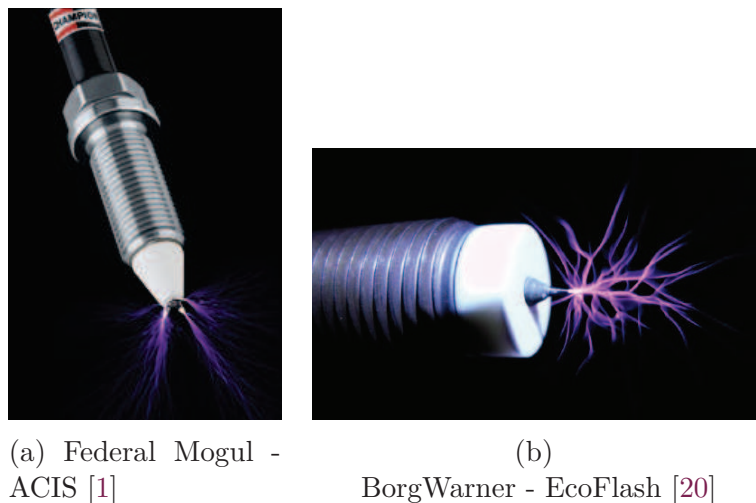 CHAMPION
(a) Federal Mogul -
ACIS [1]
(b)
BorgWarner - EcoFlash [20]